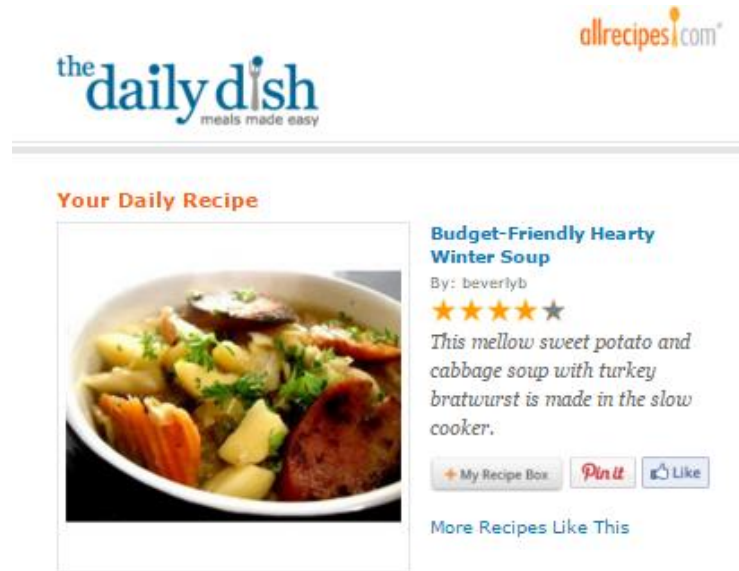 allrecipes.com
the daily dish
meals made easy
Your Daily Recipe
Budget-Friendly Hearty
Winter Soup
By: beverlyb
This mellow sweet potato and
cabbage soup with turkey
bratwurst is made in the slow
cooker.
+ My Recipe Box
Pin it
Like
More Recipes Like This